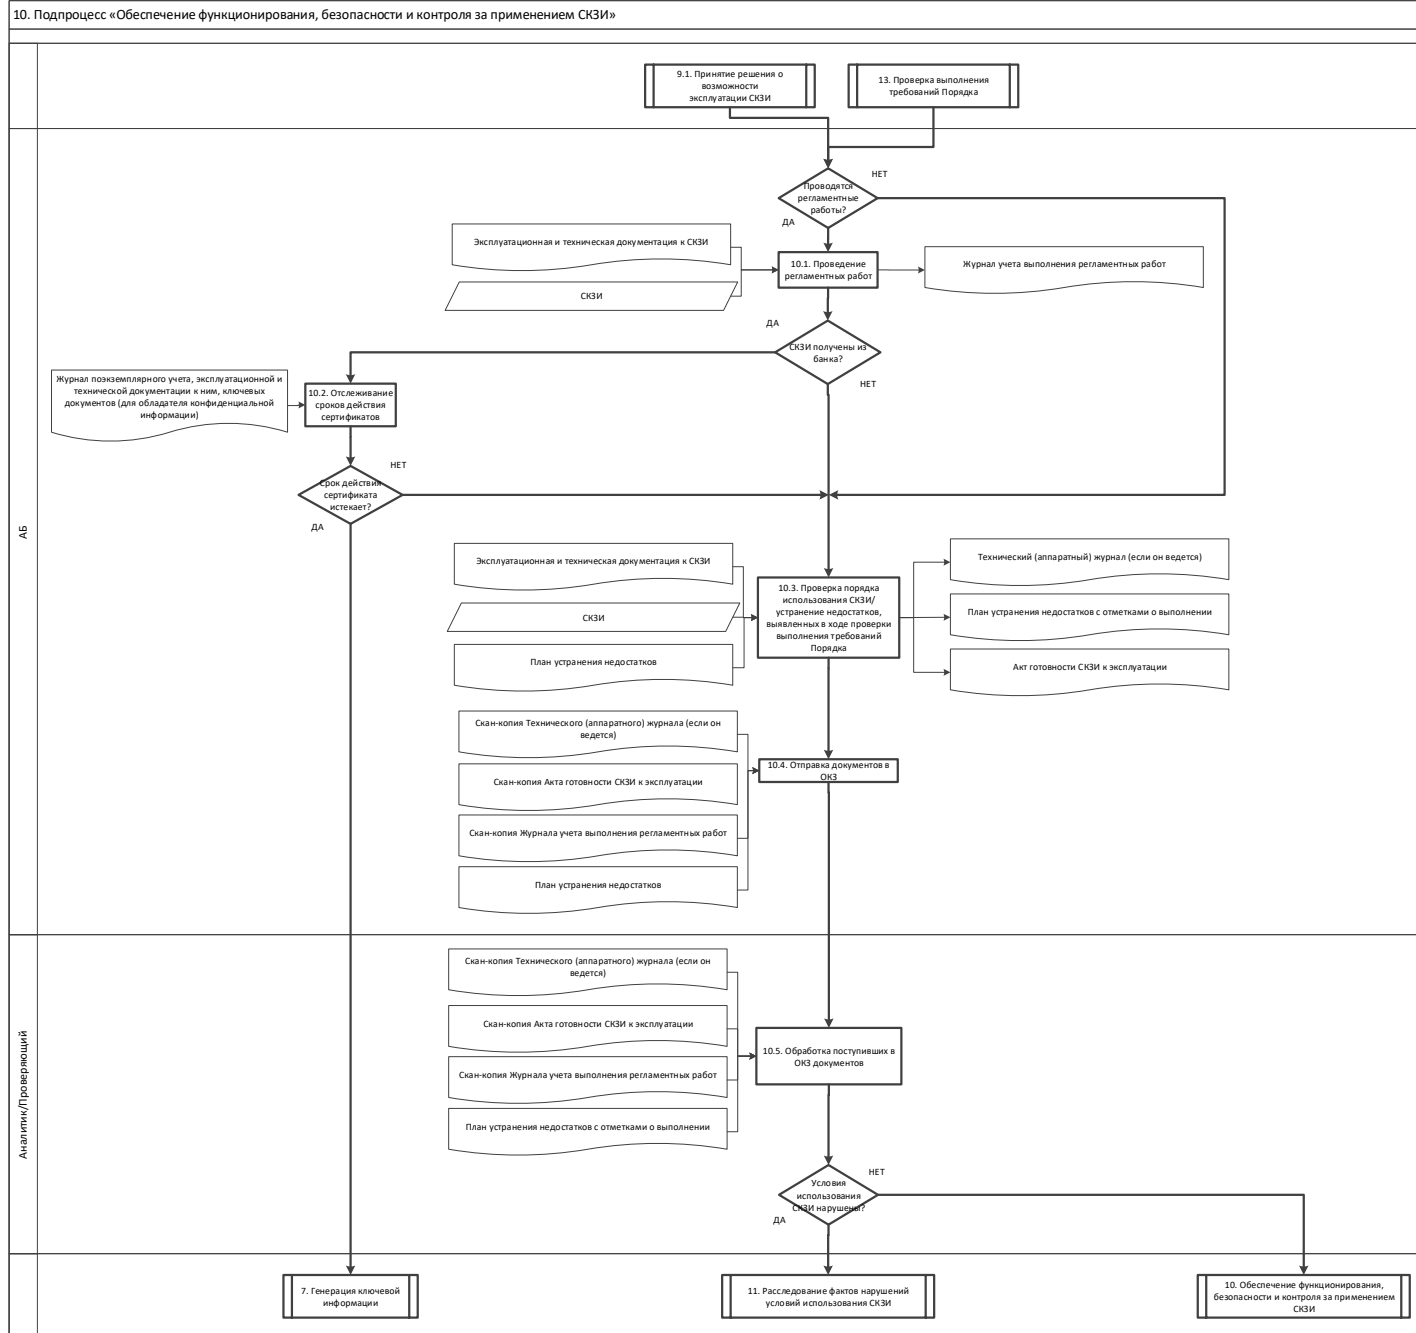 10. Подпроцесс «Обеспечение функционирования, безопасности и контроля за применением СКЗИ»
9.1. Принятие решения о
возможности
эксплуатации СКЗИ
13. Проверка выполнения
требований Порядка
АБ
Проводятся
регламентные
работы?
НЕТ
ДА
Эксплуатационная и техническая документация к СКЗИ
СКЗИ
10.1. Проведение
регламентных работ
Журнал учета выполнения регламентных работ
ДА
СКЗИ получены из
банка?
НЕТ
Журнал поэкземплярного учета, эксплуатационной и
технической документации к ним, ключевых
документов (для обладателя конфиденциальной
информации)
10.2. Отслеживание
сроков действия
сертификатов
НЕТ
Срок действия
сертификата
истекает?
ДА
Эксплуатационная и техническая документация к СКЗИ
СКЗИ
План устранения недостатков
10.3. Проверка порядка
использования СКЗИ/
устранение недостатков,
выявленных в ходе проверки
выполнения требований
Порядка
Технический (аппаратный) журнал (если он ведется)
План устранения недостатков с отметками о выполнении
Акт готовности СКЗИ к эксплуатации
Скан-копия Технического (аппаратного) журнала (если он
ведется)
Скан-копия Акта готовности СКЗИ к эксплуатации
Скан-копия Журнала учета выполнения регламентных работ
План устранения недостатков
10.4. Отправка документов в
ОКЗ
Аналитик/Проверяющий
Скан-копия Технического (аппаратного) журнала (если он
ведется)
Скан-копия Акта готовности СКЗИ к эксплуатации
Скан-копия Журнала учета выполнения регламентных работ
План устранения недостатков с отметками о выполнении
10.5. Обработка поступивших в
ОКЗ документов
Условия
использования
СКЗИ нарушены?
НЕТ
ДА
7. Генерация ключевой
информации
11. Расследование фактов нарушений
условий использования СКЗИ
10. Обеспечение функционирования,
безопасности и контроля за применением
СКЗИ